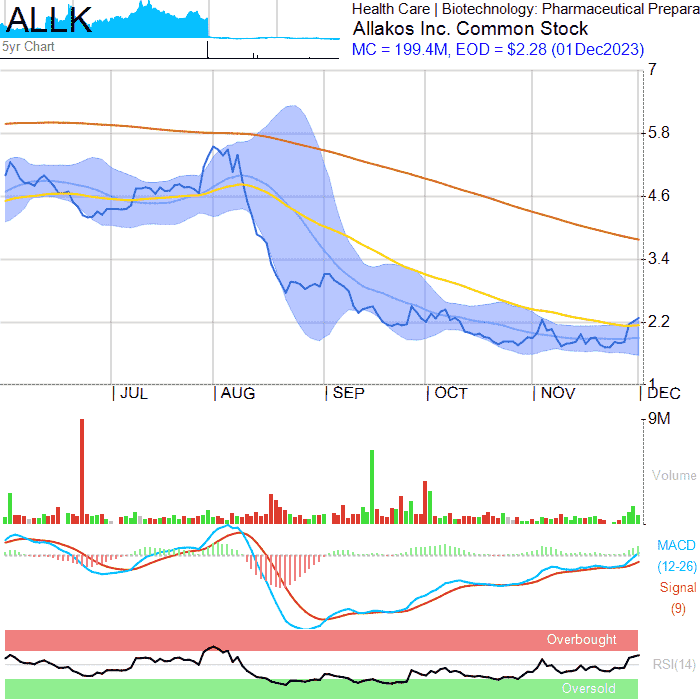 ALLK
5yr Chart
Health Care | Biotechnology: Pharmaceutical Prepara
Allakos Inc. Common Stock
MC = 199.4M, EOD = $2.28 (01Dec2023)
7
5.8
4.6
3.4
2.2
1
JUL AUG SEP OCT NOV DEC
9M
Volume
MACD
(12-26)
Signal
(9)
Overbought
RSI(14)
Oversold